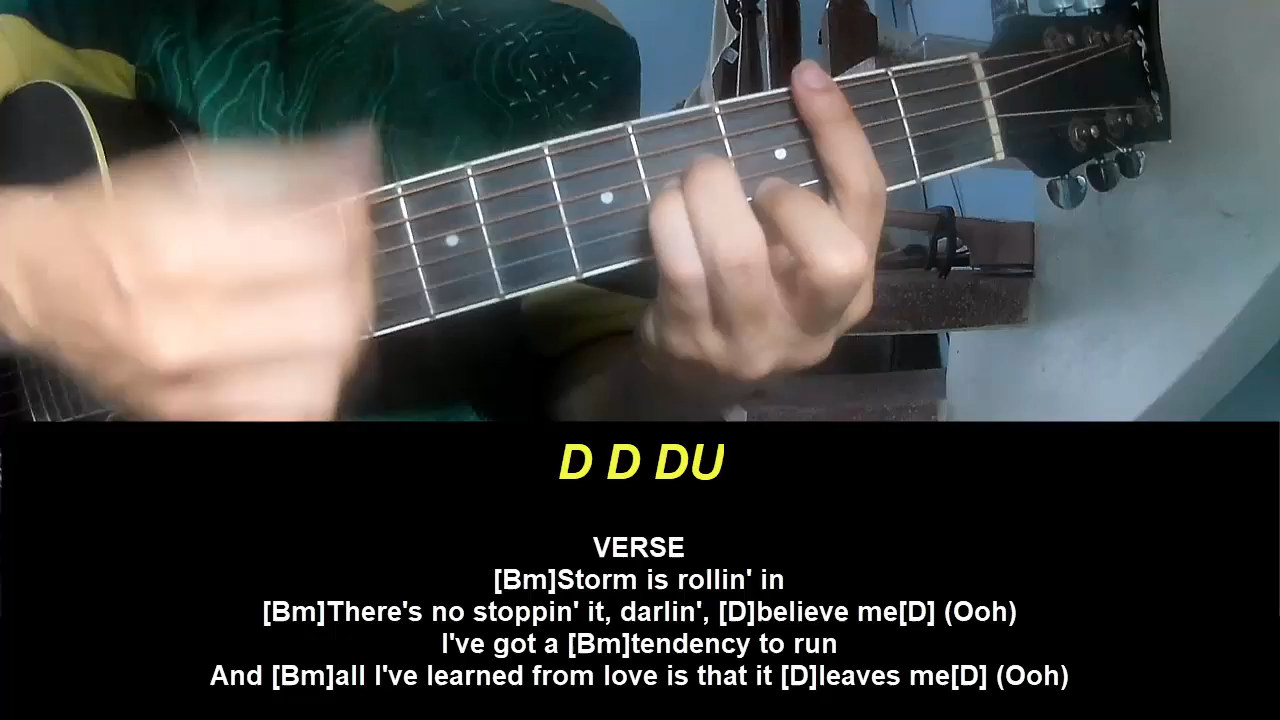 D D DU
VERSE
[Bm]Storm is rollin' in
[Bm]There's no stoppin' it, darlin', [D]believe me[D] (Ooh)
I've got a [Bm]tendency to run
And [Bm]all I've learned from love is that it [D]leaves me[D] (Ooh)